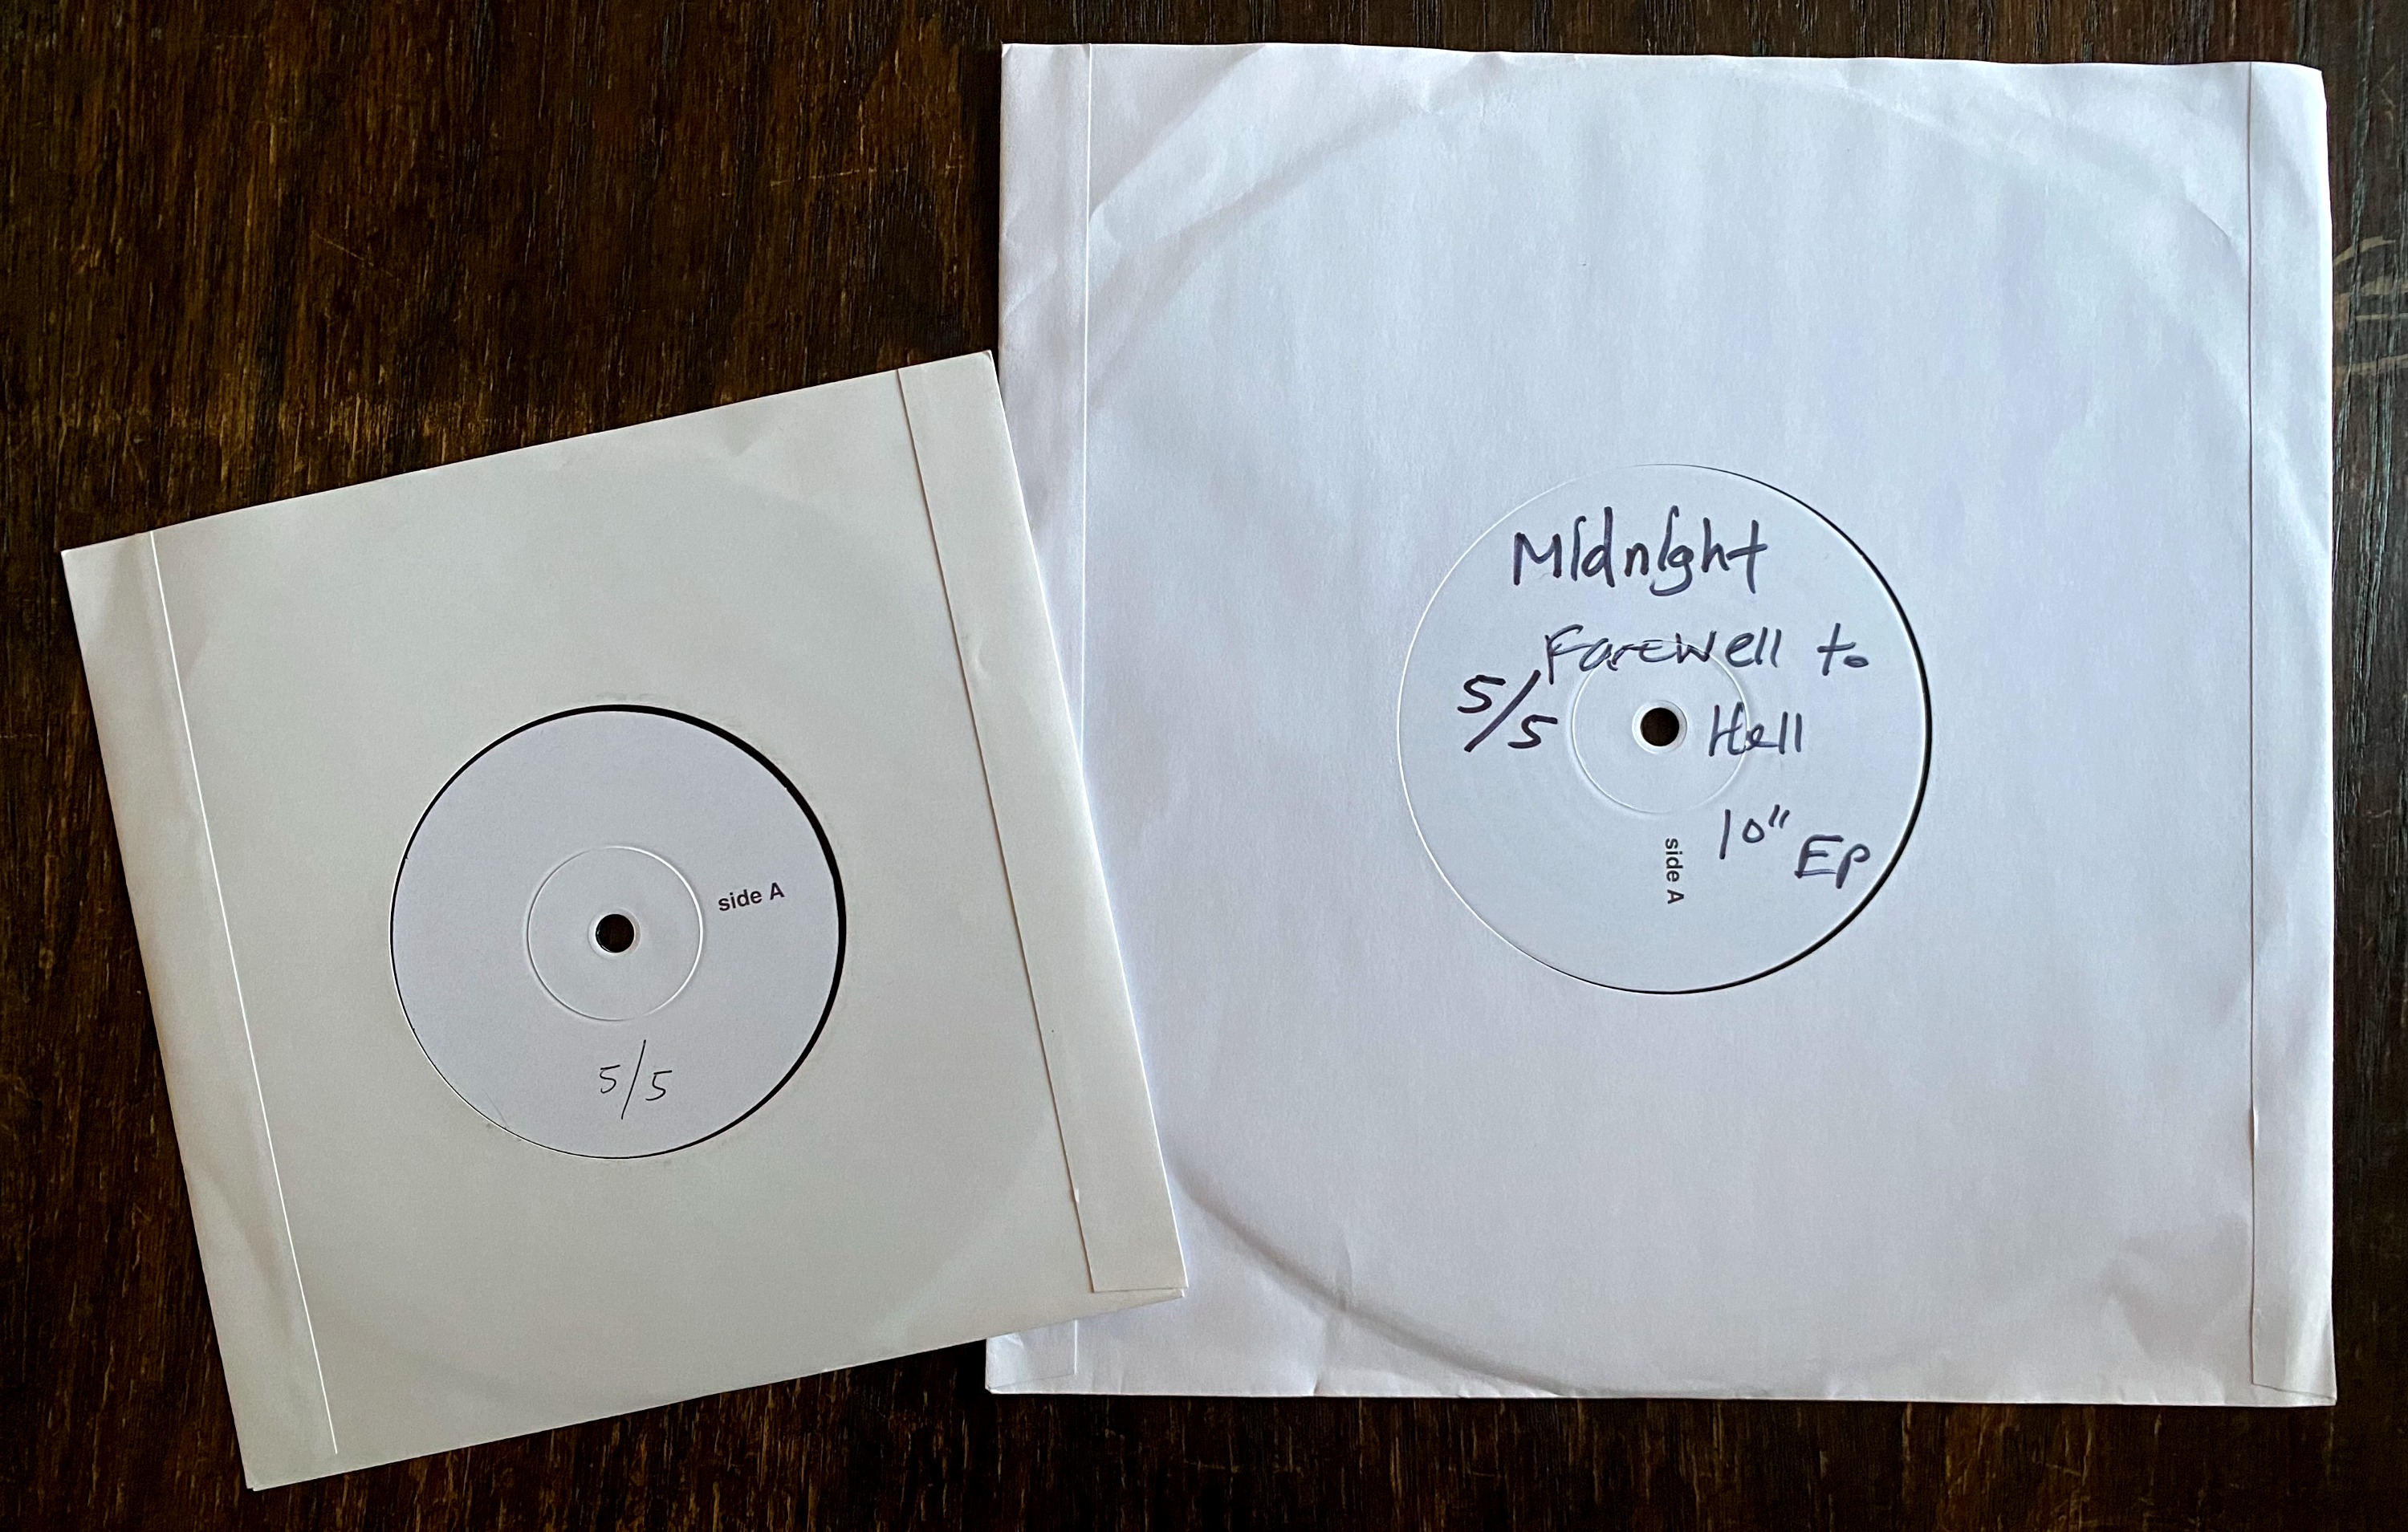 side A
5/5
Midnight
Farewell to
5/5
Hell
10" EP
side A